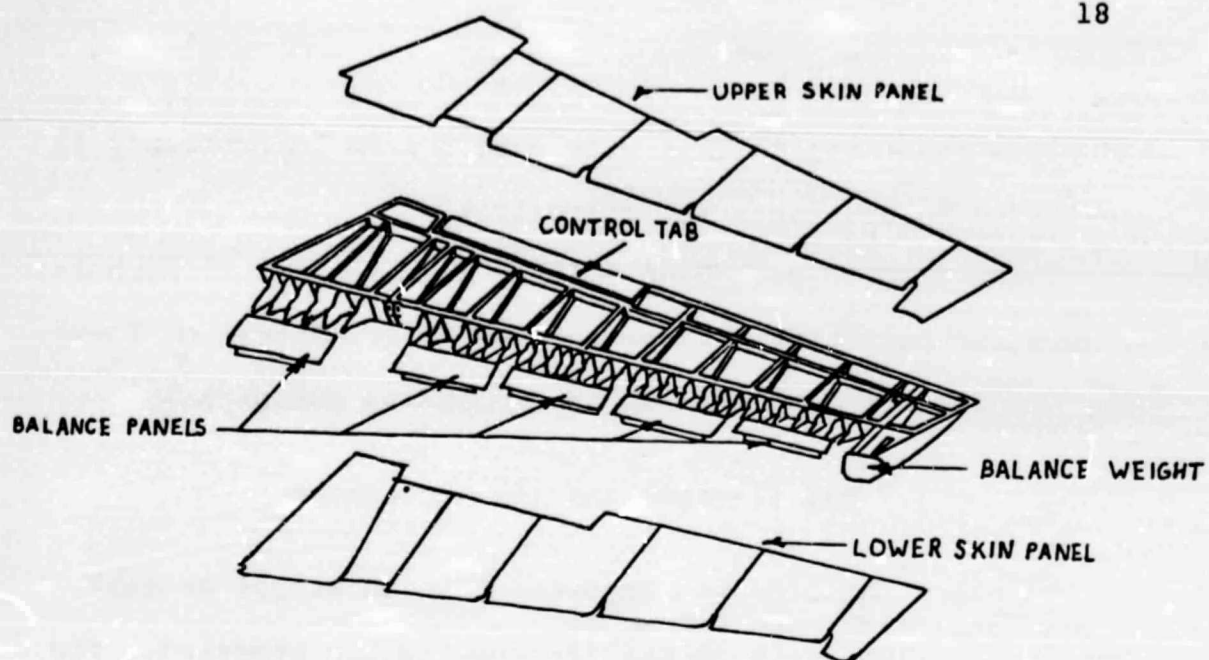 18
UPPER SKIN PANEL
CONTROL TAB
BALANCE PANELS
BALANCE WEIGHT
LOWER SKIN PANEL